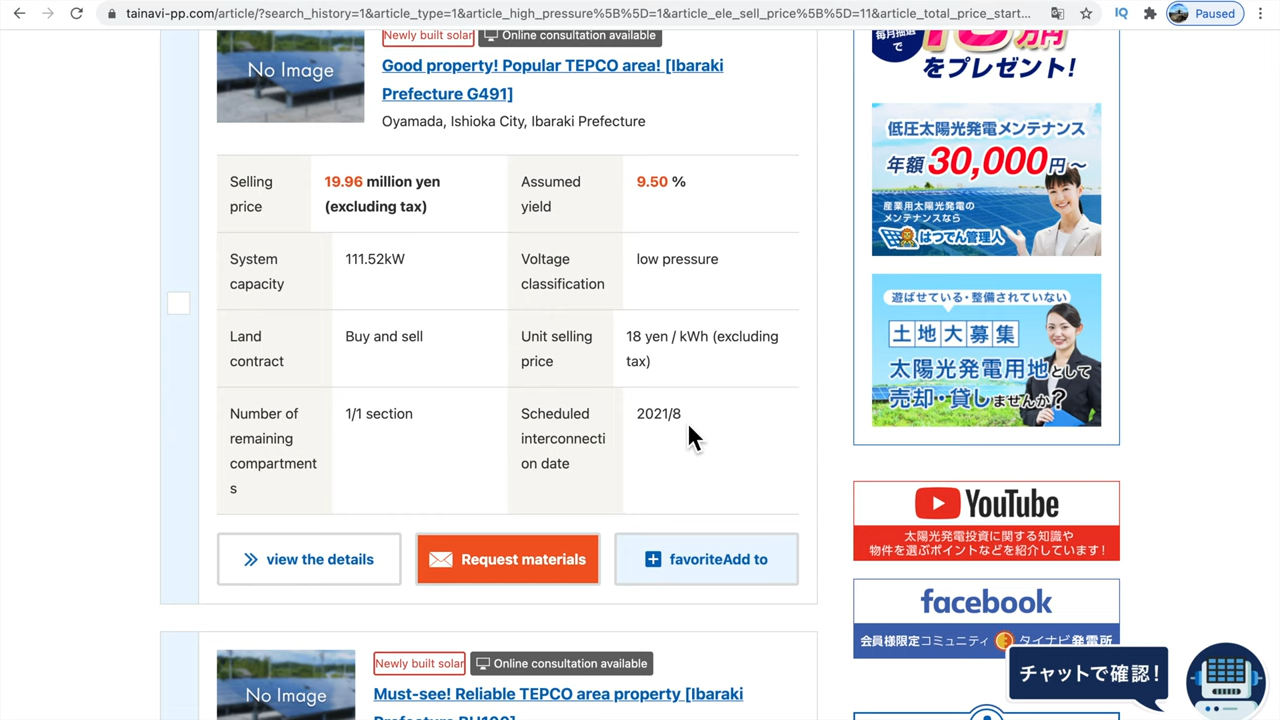 tainavi-pp.com/article/?search_history=1&article_type=1&article_high_pressure%5B%5D=1&article_ele_sell_price%5B%5D=11&article_total_price_start...
Paused
Newly built solar
Online consultation available
No Image
Good property! Popular TEPCO area! [Ibaraki
Prefecture G491]
Oyamada, Ishioka City, Ibaraki Prefecture
Selling
price
19.96 million yen
(excluding tax)
Assumed
yield
9.50 %
System
capacity
111.52kW
Voltage
classification
low pressure
Land
contract
Buy and sell
Unit selling
price
18 yen / kWh (excluding
tax)
Number of
remaining
compartment
s
1/1 section
Scheduled
interconnecti
on date
2021/8
view the details
Request materials
favoriteAdd to
Newly built solar
Online consultation available
No Image
Must-see! Reliable TEPCO area property [Ibaraki
毎月抽選
で
万円
をプレゼント!
低圧太陽光発電メンテナンス
年額30,000円~
産業用太陽光発電の
メンテナンスなら
はつでん管理人
遊ばせている・整備されていない
土地大募集
太陽光発電用地として
売却・貸しませんか?
YouTube
太陽光発電投資に関する知識や
物件を選ぶポイントなどを紹介しています!
facebook
会員様限定コミュニティ タイナビ発電所
チャットで確認!